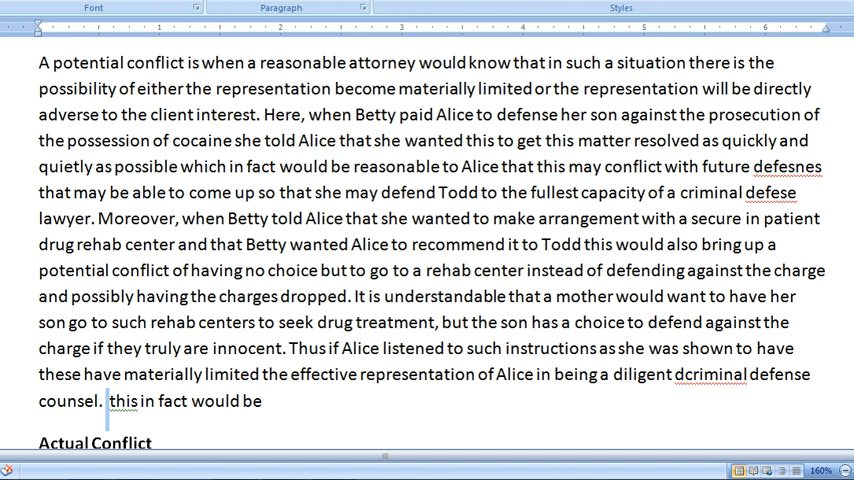 Font Paragraph Styles
1 2 3 4 5 6
A potential conflict is when a reasonable attorney would know that in such a situation there is the
possibility of either the representation become materially limited or the representation will be directly
adverse to the client interest. Here, when Betty paid Alice to defense her son against the prosecution of
the possession of cocaine she told Alice that she wanted this to get this matter resolved as quickly and
quietly as possible which in fact would be reasonable to Alice that this may conflict with future defesnes
that may be able to come up so that she may defend Todd to the fullest capacity of a criminal defese
lawyer. Moreover, when Betty told Alice that she wanted to make arrangement with a secure in patient
drug rehab center and that Betty wanted Alice to recommend it to Todd this would also bring up a
potential conflict of having no choice but to go to a rehab center instead of defending against the charge
and possibly having the charges dropped. It is understandable that a mother would want to have her
son go to such rehab centers to seek drug treatment, but the son has a choice to defend against the
charge if they truly are innocent. Thus if Alice listened to such instructions as she was shown to have
these have materially limited the effective representation of Alice in being a diligent dcriminal defense
counsel. this in fact would be
Actual Conflict
160%